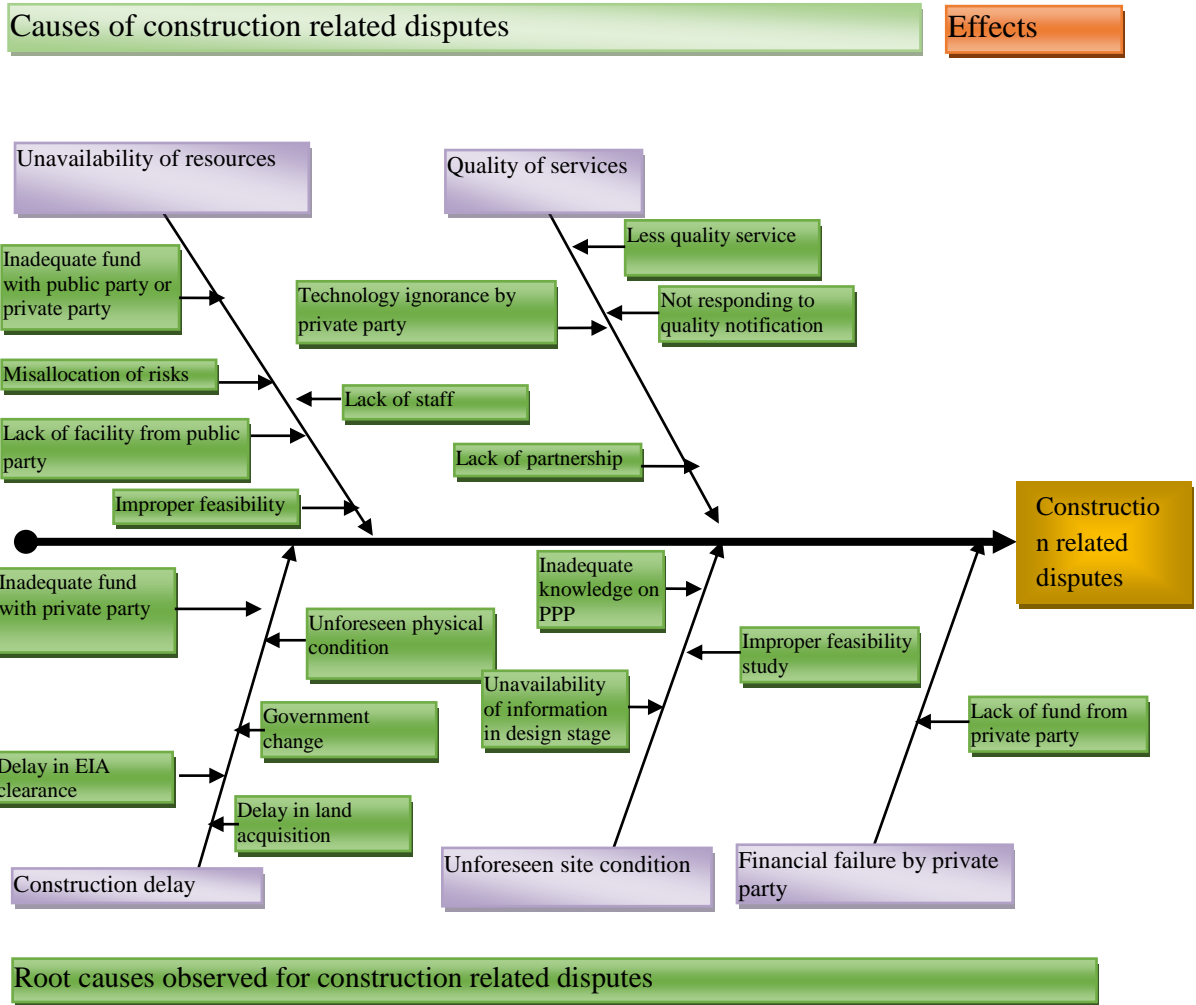 Causes of construction related disputes
Effects
Unavailability of resources
Quality of services
Inadequate fund
with public party or
private party
Misallocation of risks
Lack of facility from public
party
Improper feasibility
Lack of staff
Technology ignorance by
private party
Less quality service
Not responding to
quality notification
Lack of partnership
Constructio
n related
disputes
Inadequate fund
with private party
Unforeseen physical
condition
Government
change
Delay in EIA
clearance
Delay in land
acquisition
Construction delay
Inadequate
knowledge on
PPP
Improper feasibility
study
Unavailability
of information
in design stage
Unforeseen site condition
Lack of fund from
private party
Financial failure by private
party
Root causes observed for construction related disputes